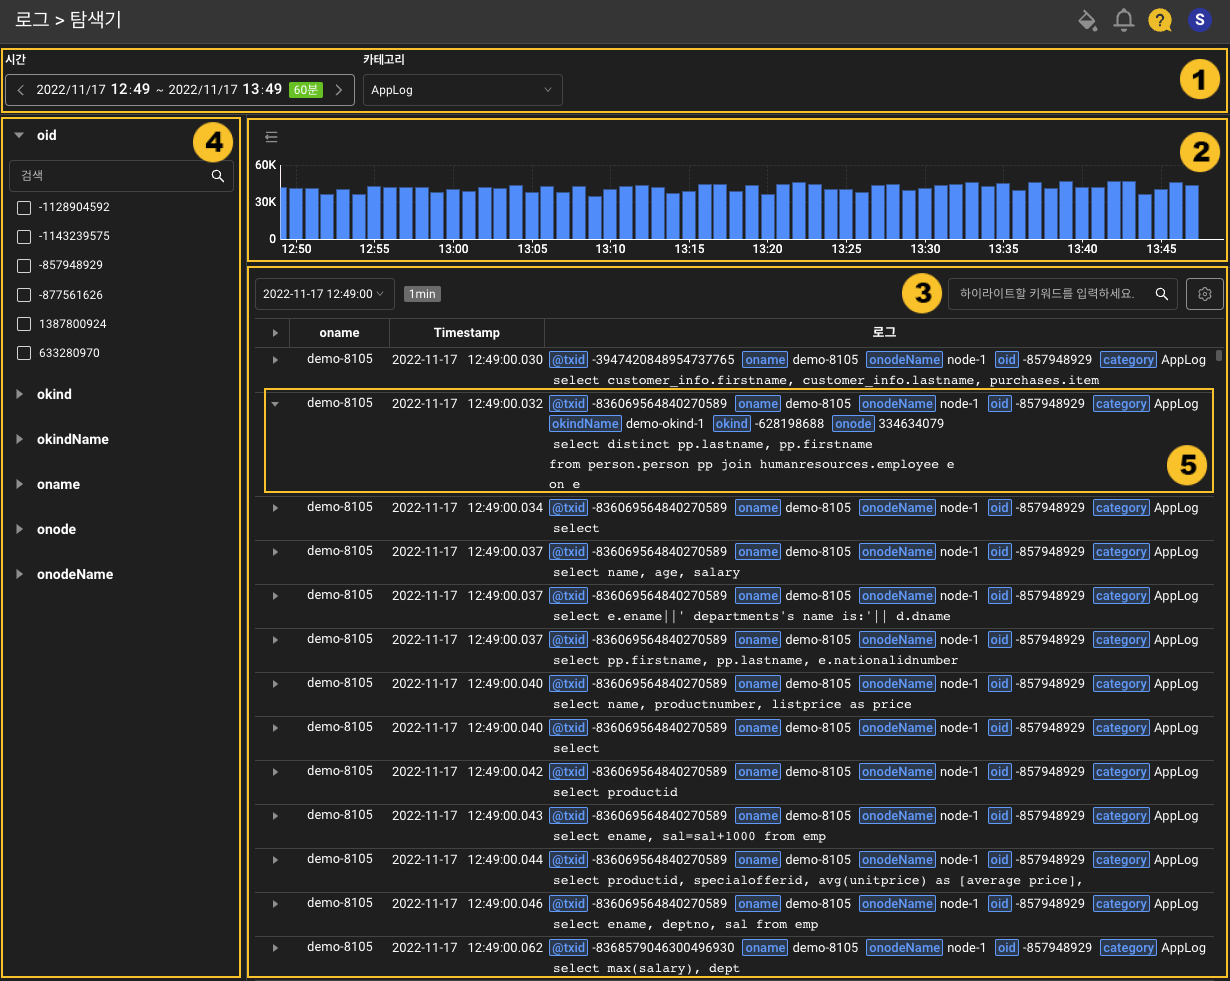 로그 > 탐색기
S
시간
카테고리
2022/11/17 12:49 ~ 2022/11/17 13:49 60분
AppLog
1
oid
4
검색
-1128904592
-1143239575
-857948929
-877561626
1387800924
633280970
okind
okindName
oname
onode
onodeName
2
60K
30K
0
12:50 12:55 13:00 13:05 13:10 13:15 13:20 13:25 13:30 13:35 13:40 13:45
2022-11-17 12:49:00 1min
3
하이라이트할 키워드를 입력하세요.
oname Timestamp 로그
demo-8105 2022-11-17 12:49:00.030 @txid -3947420848954737765 oname demo-8105 onodeName node-1 oid -857948929 category AppLog
select customer_info.firstname, customer_info.lastname, purchases.item
demo-8105 2022-11-17 12:49:00.032 @txid -836069564840270589 oname demo-8105 onodeName node-1 oid -857948929 category AppLog
okindName demo-okind-1 okind -628198688 onode 334634079
select distinct pp.lastname, pp.firstname
from person.person pp join humanresources.employee e
on e
5
demo-8105 2022-11-17 12:49:00.034 @txid -836069564840270589 oname demo-8105 onodeName node-1 oid -857948929 category AppLog
select
demo-8105 2022-11-17 12:49:00.037 @txid -836069564840270589 oname demo-8105 onodeName node-1 oid -857948929 category AppLog
select name, age, salary
demo-8105 2022-11-17 12:49:00.037 @txid -836069564840270589 oname demo-8105 onodeName node-1 oid -857948929 category AppLog
select e.ename||' departments's name is:'|| d.dname
demo-8105 2022-11-17 12:49:00.037 @txid -836069564840270589 oname demo-8105 onodeName node-1 oid -857948929 category AppLog
select pp.firstname, pp.lastname, e.nationalidnumber
demo-8105 2022-11-17 12:49:00.040 @txid -836069564840270589 oname demo-8105 onodeName node-1 oid -857948929 category AppLog
select name, productnumber, listprice as price
demo-8105 2022-11-17 12:49:00.040 @txid -836069564840270589 oname demo-8105 onodeName node-1 oid -857948929 category AppLog
select
demo-8105 2022-11-17 12:49:00.042 @txid -836069564840270589 oname demo-8105 onodeName node-1 oid -857948929 category AppLog
select productid
demo-8105 2022-11-17 12:49:00.043 @txid -836069564840270589 oname demo-8105 onodeName node-1 oid -857948929 category AppLog
select ename, sal=sal+1000 from emp
demo-8105 2022-11-17 12:49:00.044 @txid -836069564840270589 oname demo-8105 onodeName node-1 oid -857948929 category AppLog
select productid, specialofferid, avg(unitprice) as [average price],
demo-8105 2022-11-17 12:49:00.046 @txid -836069564840270589 oname demo-8105 onodeName node-1 oid -857948929 category AppLog
select ename, deptno, sal from emp
demo-8105 2022-11-17 12:49:00.062 @txid -8368579046300496930 oname demo-8105 onodeName node-1 oid -857948929 category AppLog
select max(salary), dept